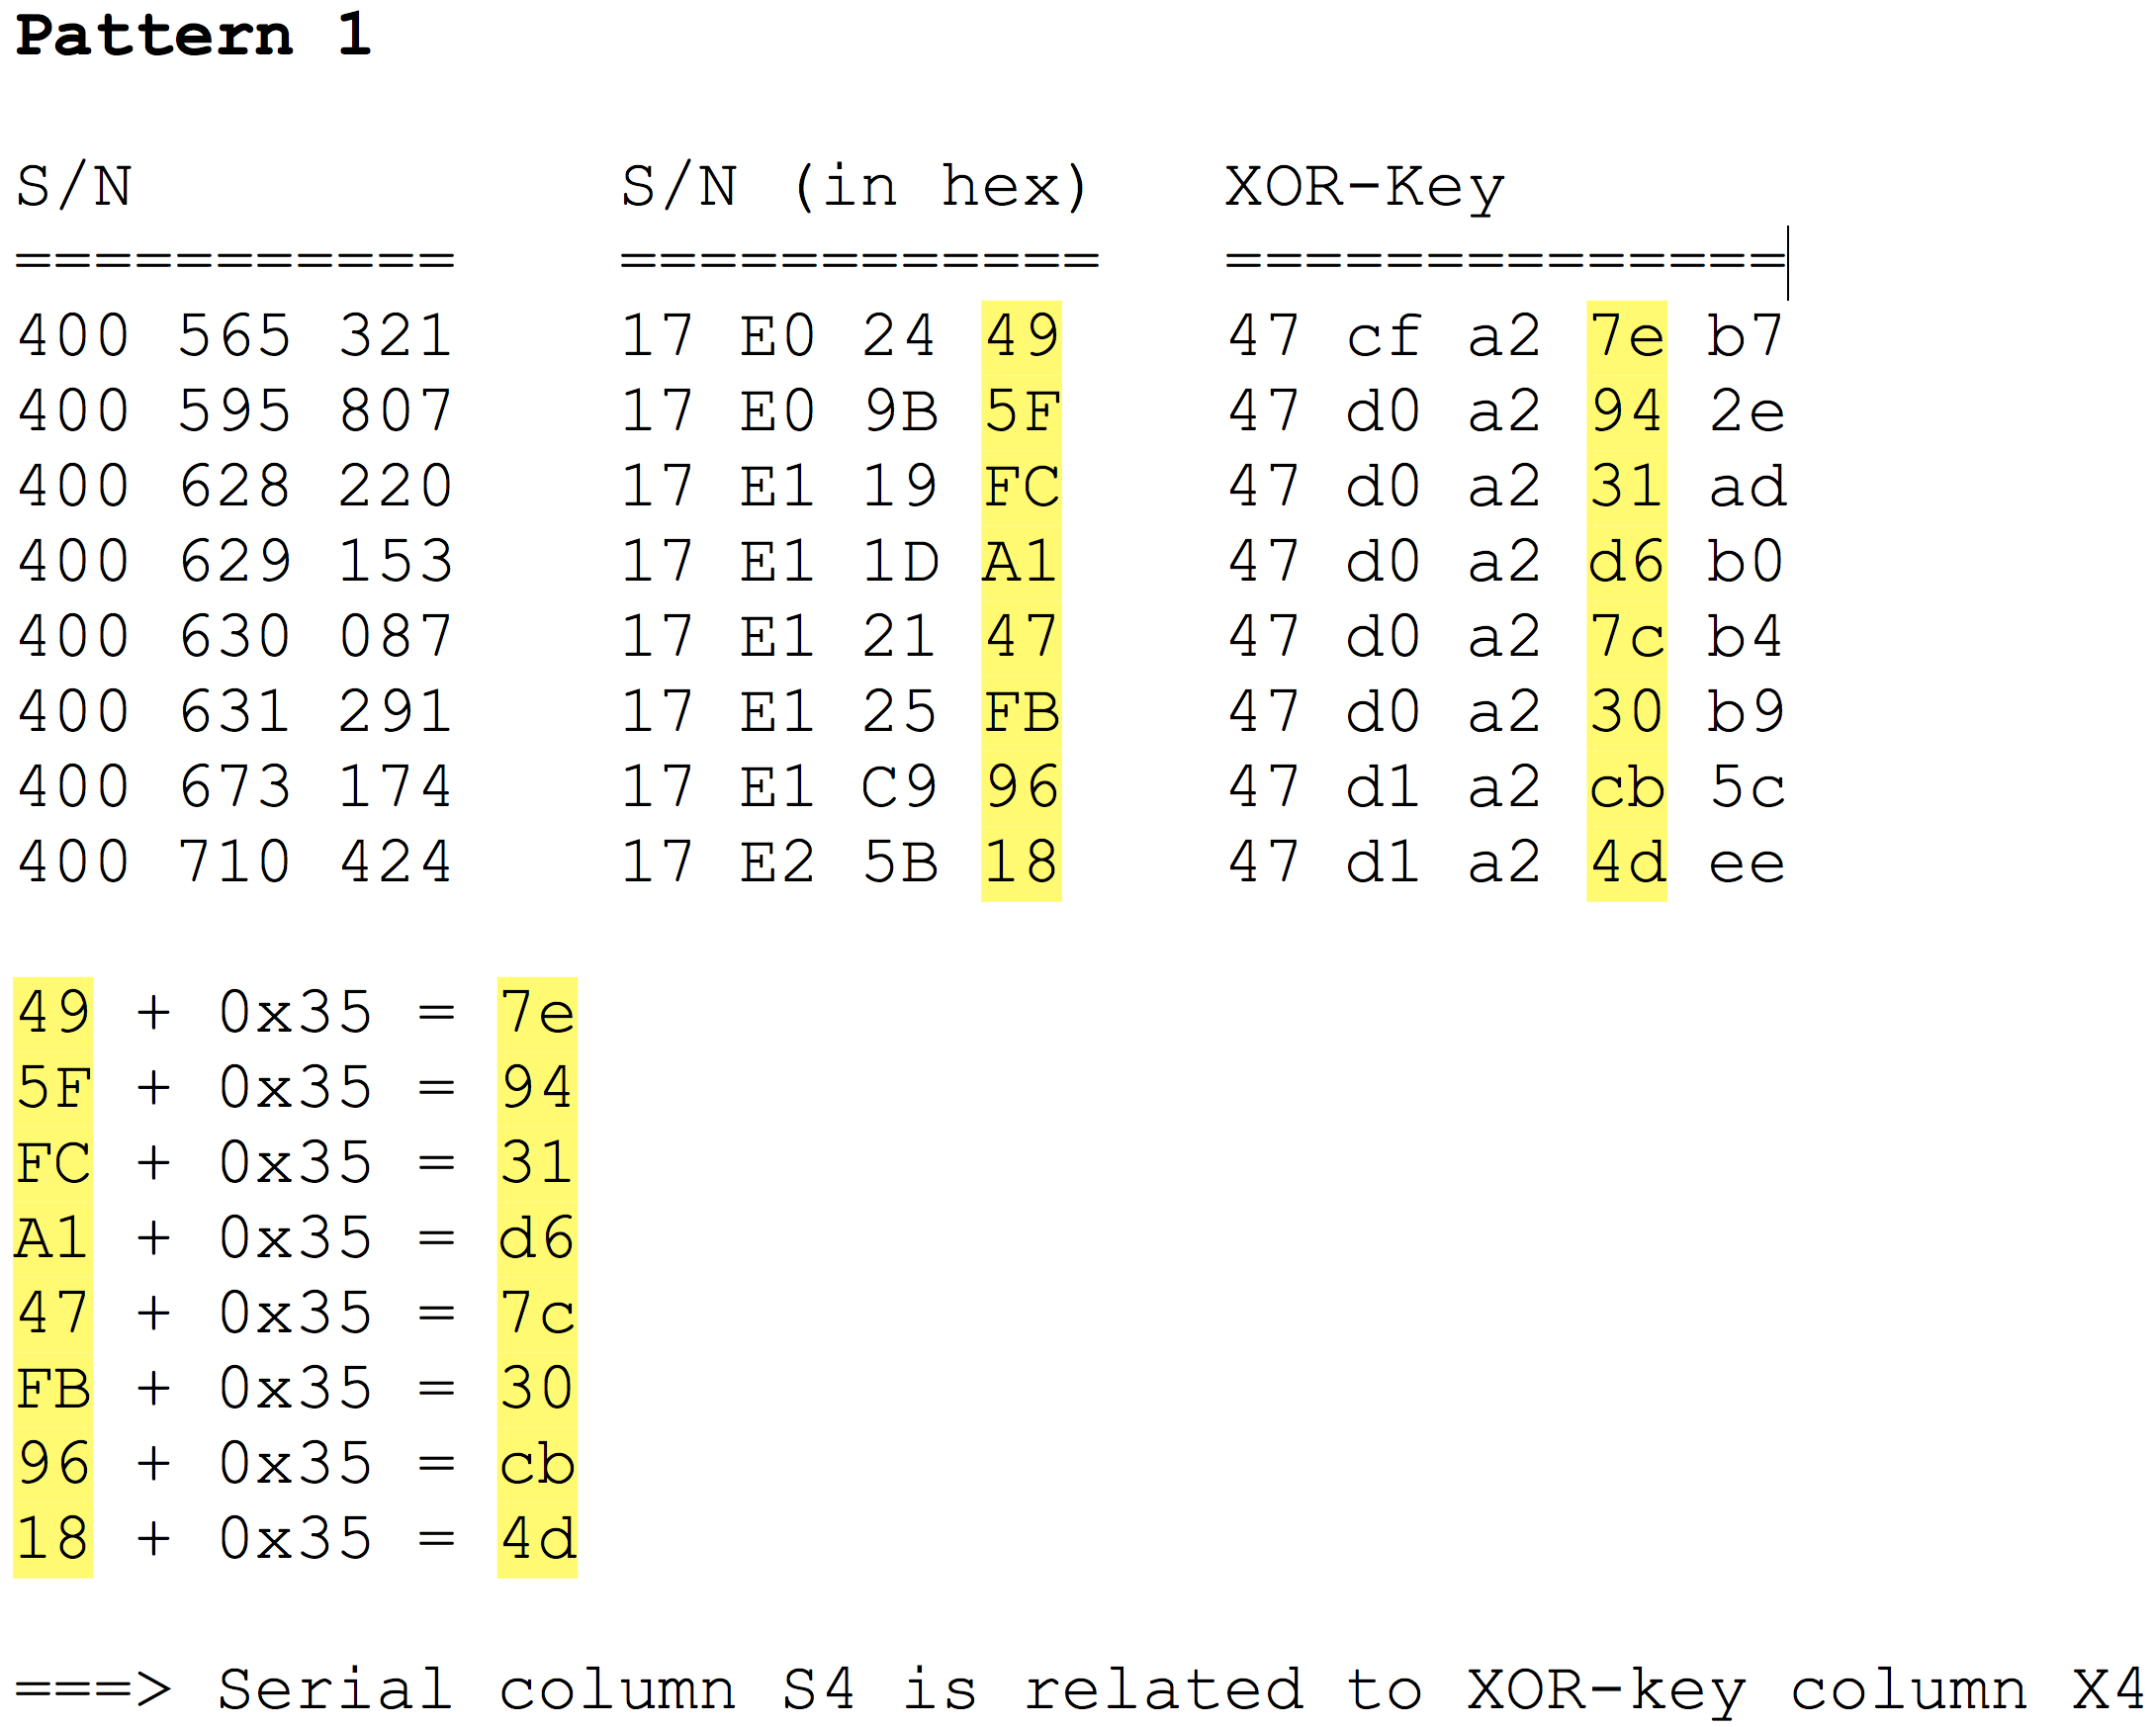 Pattern 1
S/N S/N (in hex) XOR-Key
=========== ============ ==============
400 565 321 17 E0 24 49 47 cf a2 7e b7
400 595 807 17 E0 9B 5F 47 d0 a2 94 2e
400 628 220 17 E1 19 FC 47 d0 a2 31 ad
400 629 153 17 E1 1D A1 47 d0 a2 d6 b0
400 630 087 17 E1 21 47 47 d0 a2 7c b4
400 631 291 17 E1 25 FB 47 d0 a2 30 b9
400 673 174 17 E1 C9 96 47 d1 a2 cb 5c
400 710 424 17 E2 5B 18 47 d1 a2 4d ee
49 + 0x35 = 7e
5F + 0x35 = 94
FC + 0x35 = 31
A1 + 0x35 = d6
47 + 0x35 = 7c
FB + 0x35 = 30
96 + 0x35 = cb
18 + 0x35 = 4d
===> Serial column S4 is related to XOR-key column X4